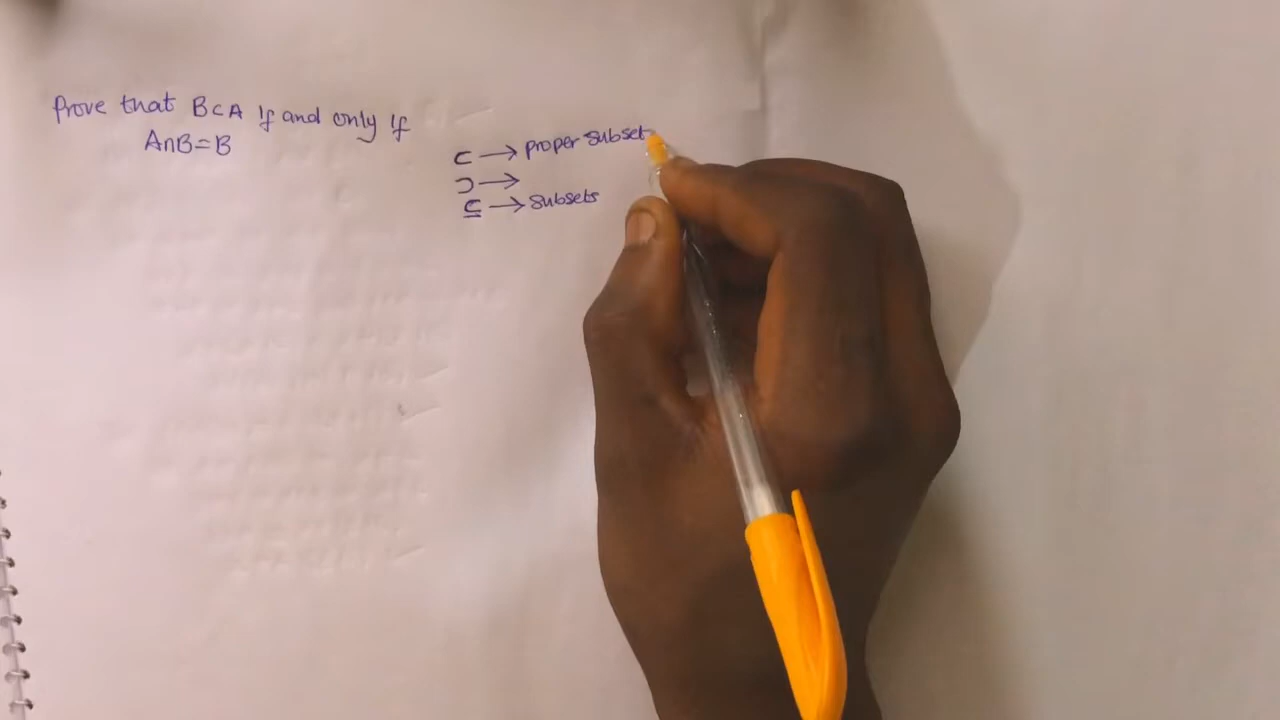 Prove that B⊂A If and only If
A∩B=B
⊂ → proper subset
⊃ →
⊆ → subsets